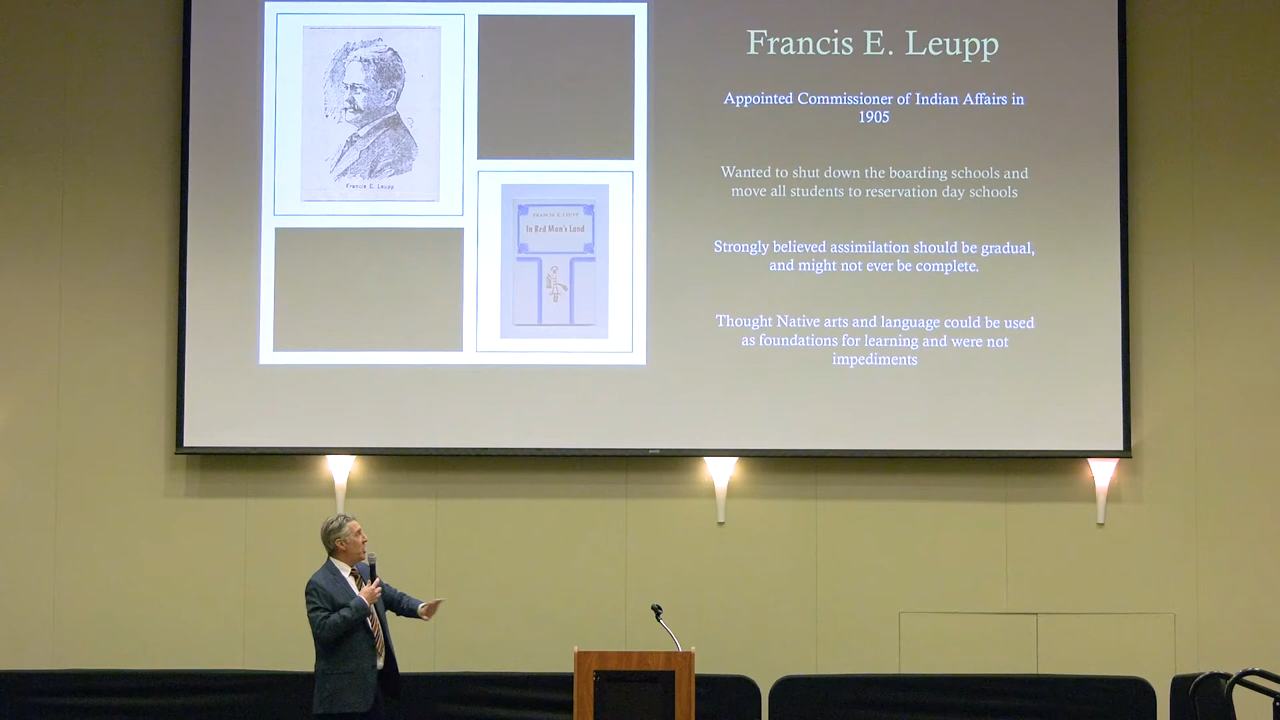 Francis E. Leupp
FRANCIS E. LEUPP
In Red Man's Land
Francis E. Leupp
Appointed Commissioner of Indian Affairs in
1905
Wanted to shut down the boarding schools and
move all students to reservation day schools
Strongly believed assimilation should be gradual,
and might not ever be complete.
Thought Native arts and language could be used
as foundations for learning and were not
impediments